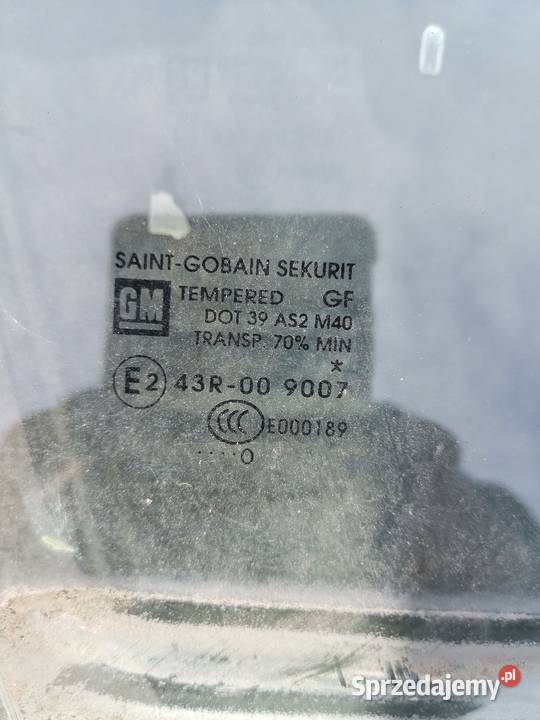 SAINT-GOBAIN SEKURIT
GM TEMPERED GF
DOT 39 AS2 M40
TRANSP. 70% MIN
*
E2 43R-00 9007
CCC E000189
····O
Sprzedajemy.pl